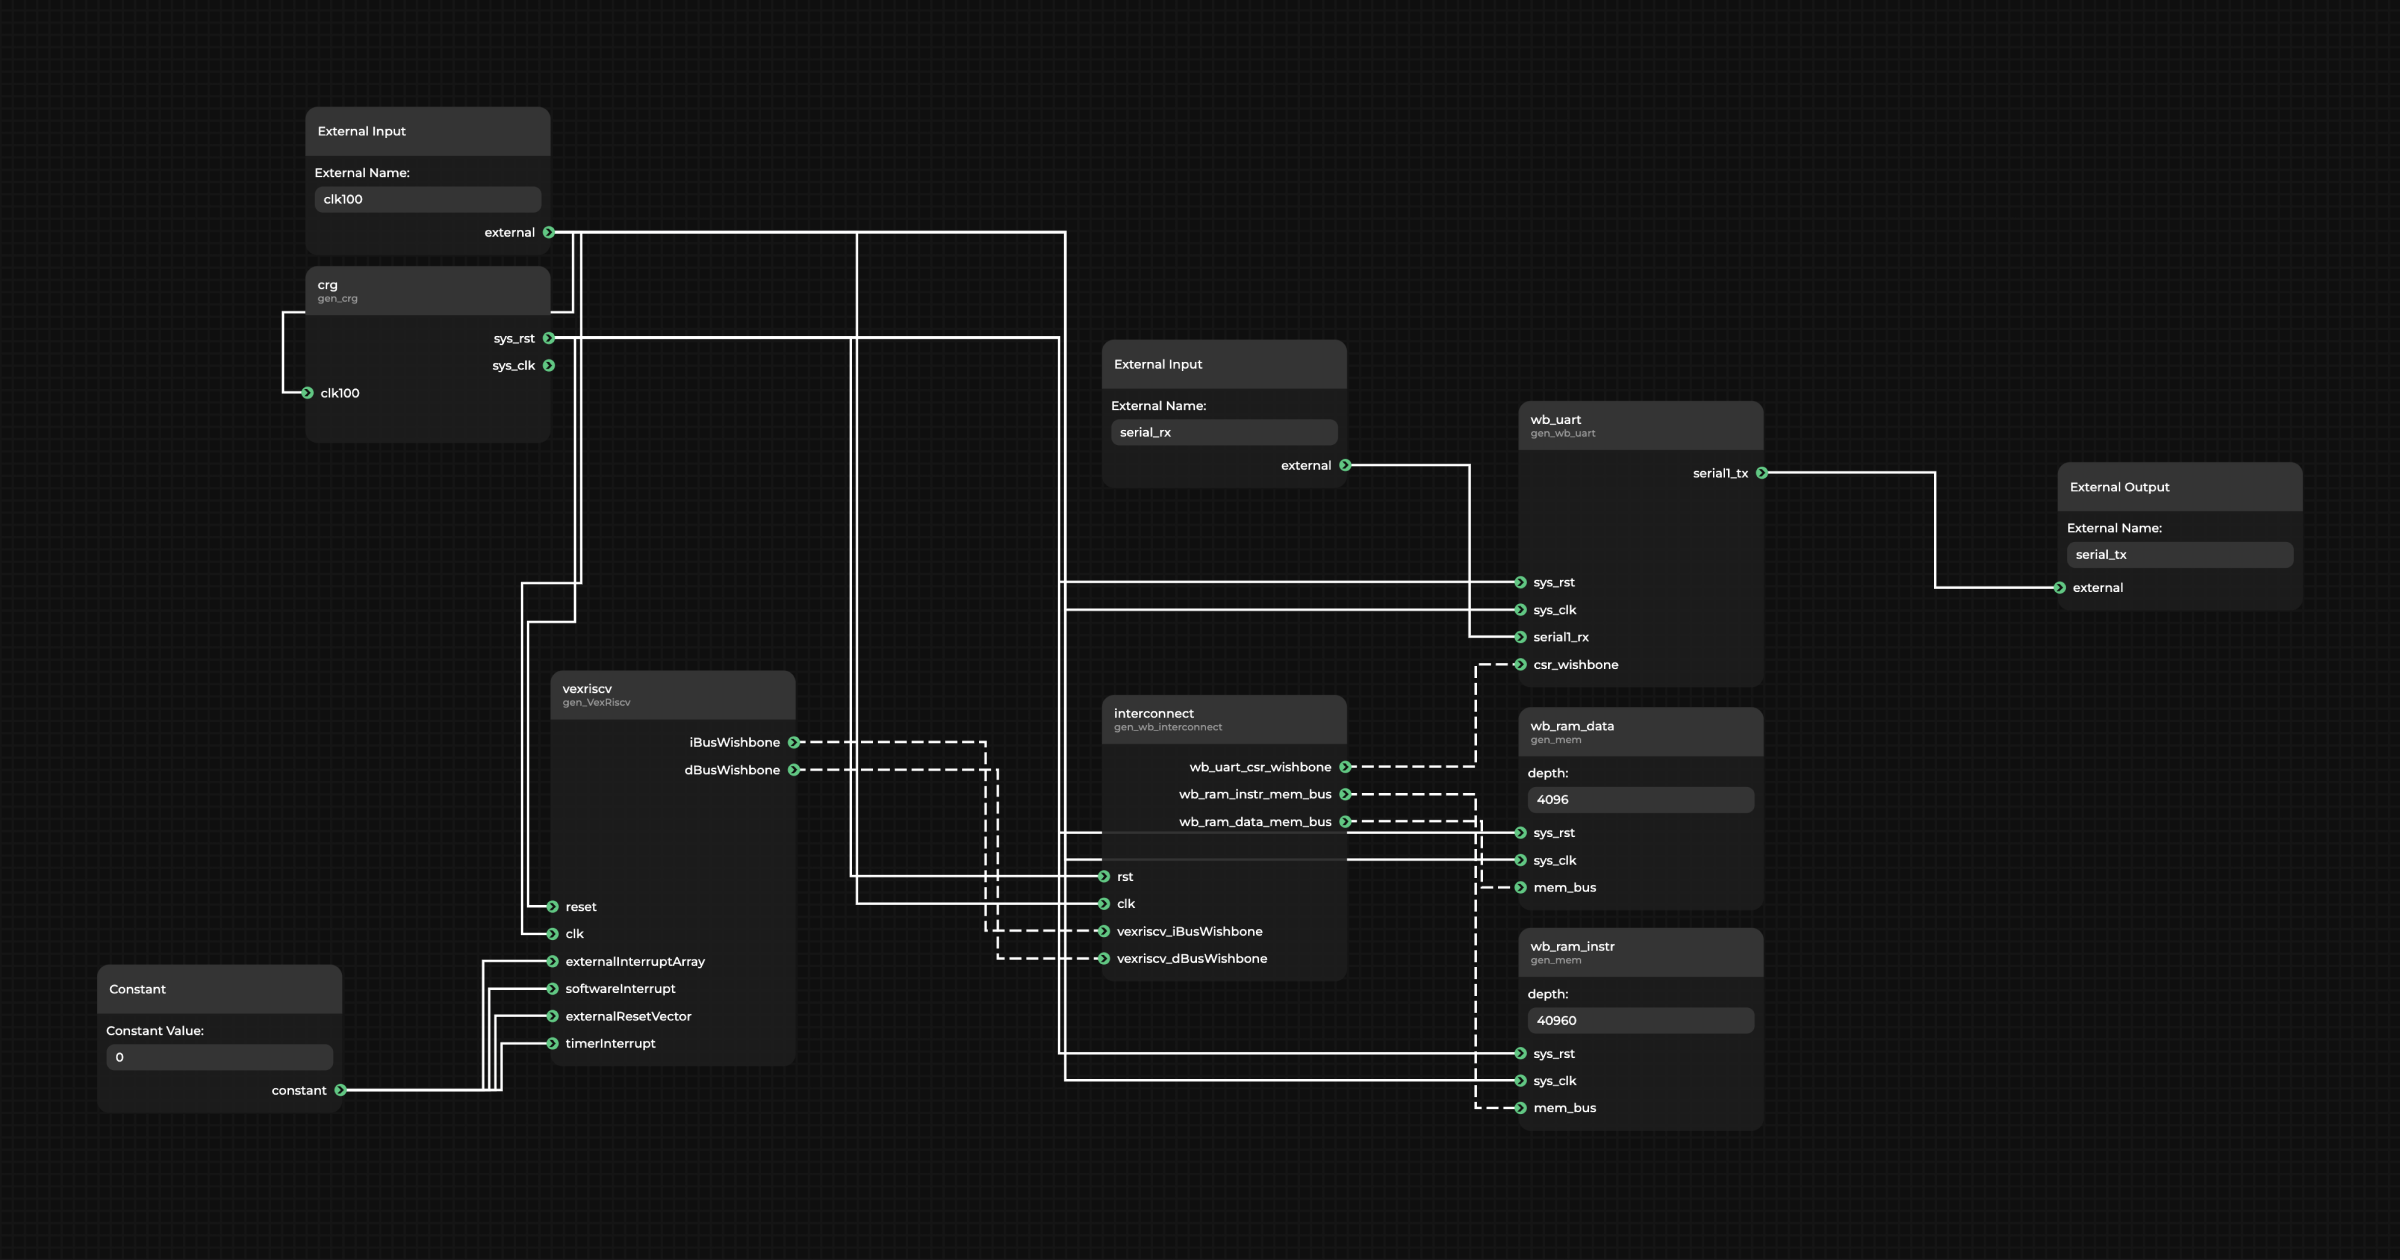 External Input
External Name:
clk100
external
crg
gen_crg
sys_rst
sys_clk
clk100
External Input
External Name:
serial_rx
external
wb_uart
gen_wb_uart
serial1_tx
sys_rst
sys_clk
serial1_rx
csr_wishbone
External Output
External Name:
serial_tx
external
vexriscv
gen_VexRiscv
iBusWishbone
dBusWishbone
reset
clk
externalInterruptArray
softwareInterrupt
externalResetVector
timerInterrupt
interconnect
gen_wb_interconnect
wb_uart_csr_wishbone
wb_ram_instr_mem_bus
wb_ram_data_mem_bus
rst
clk
vexriscv_iBusWishbone
vexriscv_dBusWishbone
wb_ram_data
gen_mem
depth:
4096
sys_rst
sys_clk
mem_bus
wb_ram_instr
gen_mem
depth:
40960
sys_rst
sys_clk
mem_bus
Constant
Constant Value:
0
constant